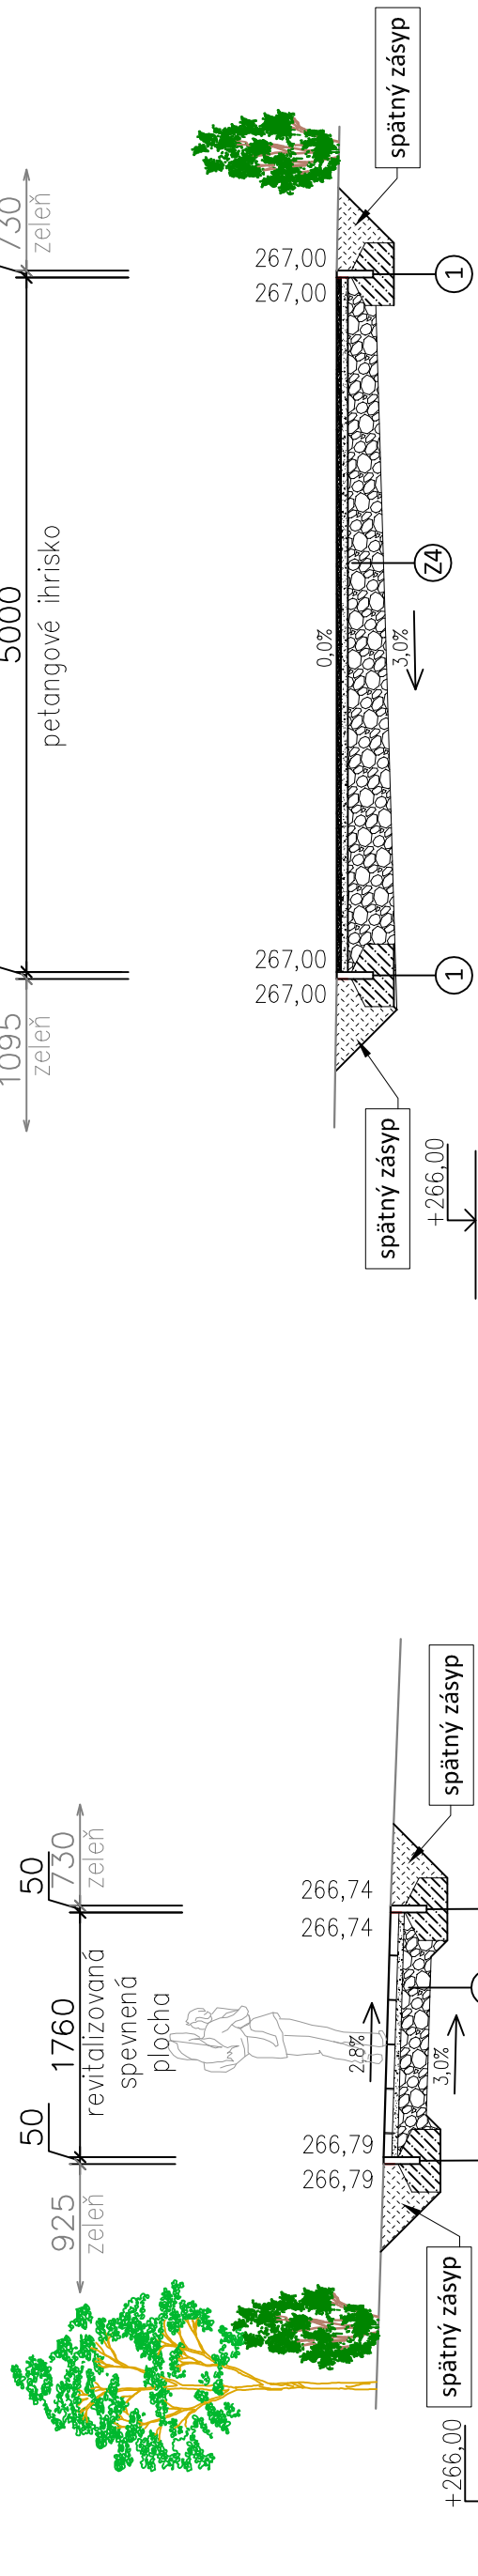 50
50
925
1760
730
zeleň
revitalizovaná
spevnená
plocha
zeleň
266,79
266,79
266,74
266,74
2,8%
3,0%
spätný zásyp
spätný zásyp
+266,00
1095
5000
730
zeleň
petangové ihrisko
zeleň
267,00
267,00
267,00
267,00
0,0%
3,0%
1
Z4
1
spätný zásyp
spätný zásyp
+266,00